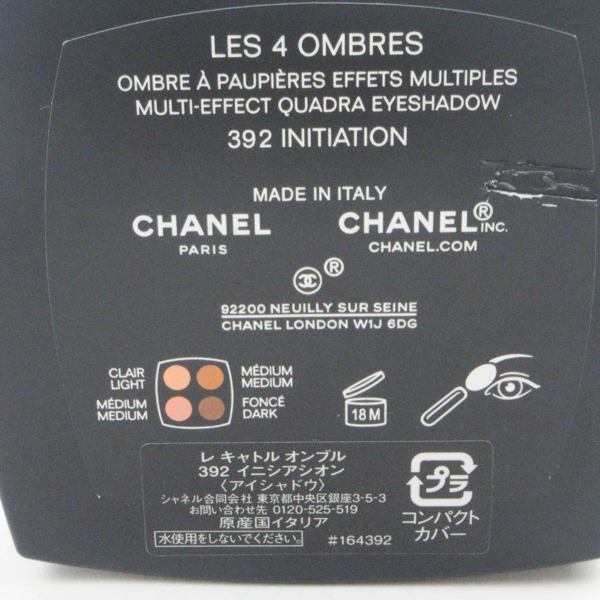 LES 4 OMBRES
OMBRE À PAUPIÈRES EFFETS MULTIPLES
MULTI-EFFECT QUADRA EYESHADOW
392 INITIATION
MADE IN ITALY
CHANEL CHANEL® INC.
PARIS CHANEL.COM
®
92200 NEUILLY SUR SEINE
CHANEL LONDON W1J 6DG
CLAIR
LIGHT
MÉDIUM
MEDIUM
MÉDIUM
MEDIUM
FONCÉ
DARK
18 M
レ キャトル オンブル
392 イニシアシオン
〈アイシャドウ〉
シャネル合同会社 東京都中央区銀座3-5-3
お問い合わせ先 0120-525-519
原産国イタリア
水使用をしないでください。 #164392
プラ
コンパクト
カバー